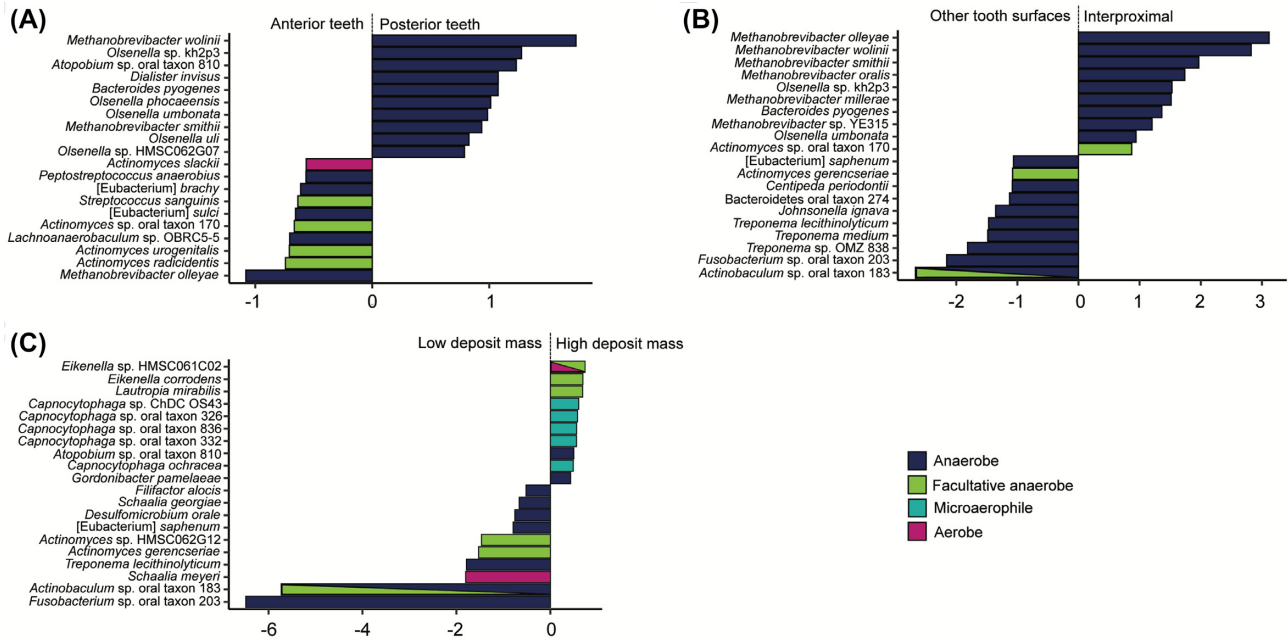 (A)
Anterior teeth
Posterior teeth
Methanobrevibacter wolinii
Olsenella sp. kh2p3
Atopobium sp. oral taxon 810
Dialister invisus
Bacteroides pyogenes
Olsenella phocaeensis
Olsenella umbonata
Methanobrevibacter smithii
Olsenella uli
Olsenella sp. HMSC062G07
Actinomyces slackii
Peptostreptococcus anaerobius
[Eubacterium] brachy
Streptococcus sanguinis
[Eubacterium] sulci
Actinomyces sp. oral taxon 170
Lachnoanaerobaculum sp. OBRC5-5
Actinomyces urogenitalis
Actinomyces radicidentis
Methanobrevibacter olleyae
-1 0 1
(B)
Other tooth surfaces
Interproximal
Methanobrevibacter olleyae
Methanobrevibacter wolinii
Methanobrevibacter smithii
Methanobrevibacter oralis
Olsenella sp. kh2p3
Methanobrevibacter millerae
Bacteroides pyogenes
Methanobrevibacter sp. YE315
Olsenella umbonata
Actinomyces sp. oral taxon 170
[Eubacterium] saphenum
Actinomyces gerencseriae
Centipeda periodontii
Bacteroidetes oral taxon 274
Johnsonella ignava
Treponema lecithinolyticum
Treponema medium
Treponema sp. OMZ 838
Fusobacterium sp. oral taxon 203
Actinobaculum sp. oral taxon 183
-2 -1 0 1 2 3
(C)
Low deposit mass
High deposit mass
Eikenella sp. HMSC061C02
Eikenella corrodens
Lautropia mirabilis
Capnocytophaga sp. ChDC OS43
Capnocytophaga sp. oral taxon 326
Capnocytophaga sp. oral taxon 836
Capnocytophaga sp. oral taxon 332
Atopobium sp. oral taxon 810
Capnocytophaga ochracea
Gordonibacter pamelaeae
Filifactor alocis
Schaalia georgiae
Desulfomicrobium orale
[Eubacterium] saphenum
Actinomyces sp. HMSC062G12
Actinomyces gerencseriae
Treponema lecithinolyticum
Schaalia meyeri
Actinobaculum sp. oral taxon 183
Fusobacterium sp. oral taxon 203
-6 -4 -2 0
Anaerobe
Facultative anaerobe
Microaerophile
Aerobe